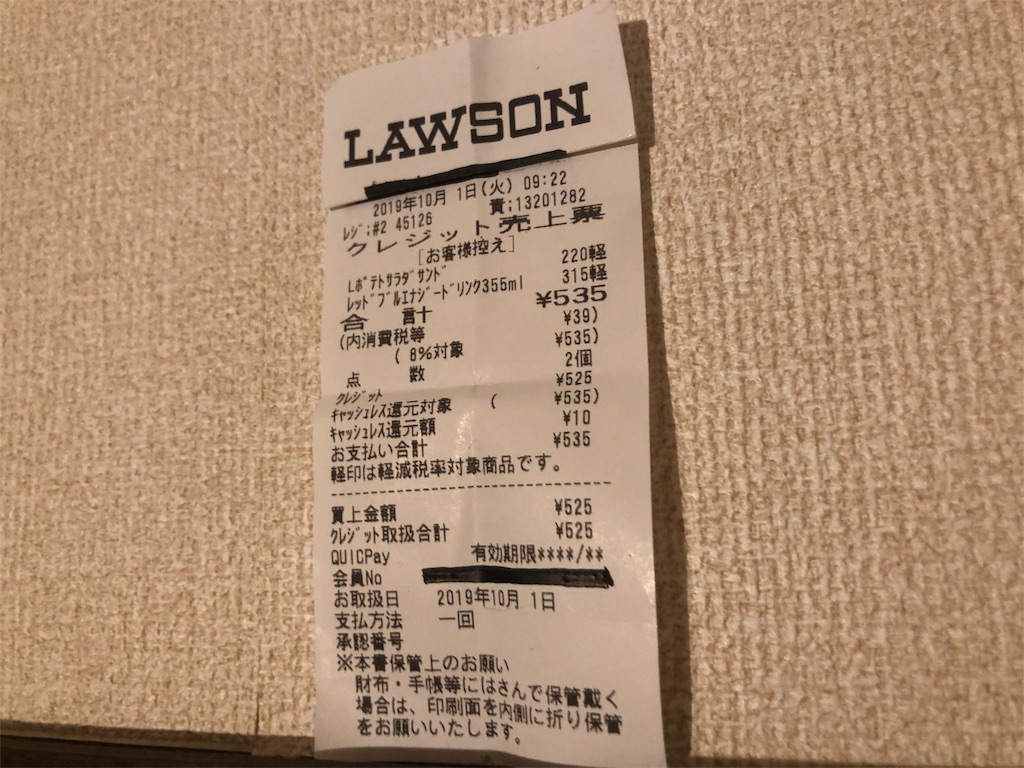 LAWSON
2019年10月 1日(火) 09:22
ﾚｼﾞ;#2 45126 責;13201282
クレジット売上票
[お客様控え]
Lﾎﾟﾃﾄｻﾗﾀﾞｻﾝﾄﾞ 220軽
ﾚｯﾄﾞﾌﾞﾙｴﾅｼﾞｰﾄﾞﾘﾝｸ355ml 315軽
合 計 ¥535
(内消費税等 ¥39)
( 8%対象 ¥535)
点 数 2個
ｸﾚｼﾞｯﾄ ¥525
ｷｬｯｼｭﾚｽ還元対象 ( ¥535)
ｷｬｯｼｭﾚｽ還元額 ¥10
お支払い合計 ¥535
軽印は軽減税率対象商品です。
買上金額 ¥525
ｸﾚｼﾞｯﾄ取扱合計 ¥525
QUICPay 有効期限****/**
会員No
お取扱日 2019年10月 1日
支払方法 一回
承認番号
※本書保管上のお願い
財布・手帳等にはさんで保管戴く
場合は、印刷面を内側に折り保管
をお願いいたします。